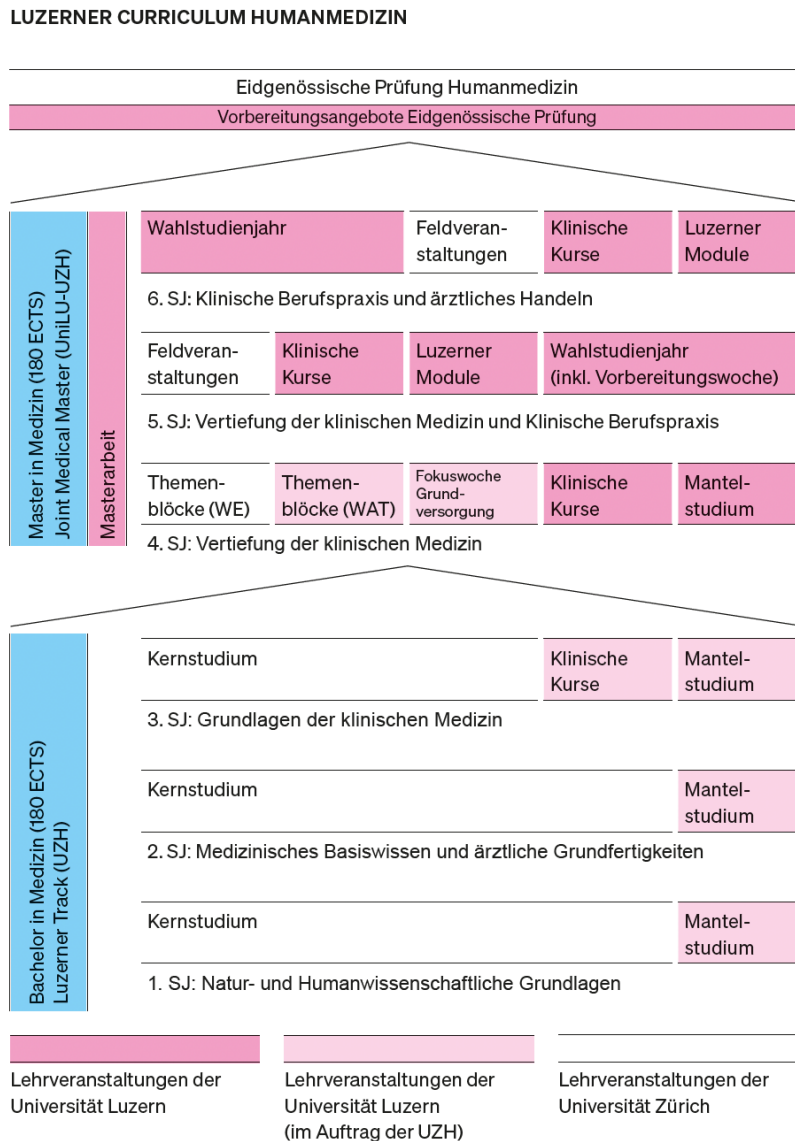 LUZERNER CURRICULUM HUMANMEDIZIN
Eidgenössische Prüfung Humanmedizin
Vorbereitungsangebote Eidgenössische Prüfung
Master in Medizin (180 ECTS)
Joint Medical Master (UniLU-UZH)
Masterarbeit
Wahlstudienjahr
Feldveran-
staltungen
Klinische
Kurse
Luzerner
Module
6. SJ: Klinische Berufspraxis und ärztliches Handeln
Feldveran-
staltungen
Klinische
Kurse
Luzerner
Module
Wahlstudienjahr
(inkl. Vorbereitungswoche)
5. SJ: Vertiefung der klinischen Medizin und Klinische Berufspraxis
Themen-
blöcke (WE)
Themen-
blöcke (WAT)
Fokuswoche
Grund-
versorgung
Klinische
Kurse
Mantel-
studium
4. SJ: Vertiefung der klinischen Medizin
Bachelor in Medizin (180 ECTS)
Luzerner Track (UZH)
Kernstudium
Klinische
Kurse
Mantel-
studium
3. SJ: Grundlagen der klinischen Medizin
Kernstudium
Mantel-
studium
2. SJ: Medizinisches Basiswissen und ärztliche Grundfertigkeiten
Kernstudium
Mantel-
studium
1. SJ: Natur- und Humanwissenschaftliche Grundlagen
Lehrveranstaltungen der
Universität Luzern
Lehrveranstaltungen der
Universität Luzern
(im Auftrag der UZH)
Lehrveranstaltungen der
Universität Zürich